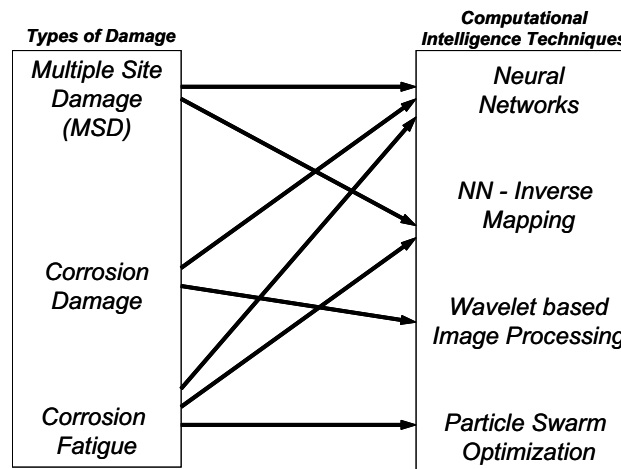 Types of Damage
Multiple Site
Damage
(MSD)
Corrosion
Damage
Corrosion
Fatigue
Computational
Intelligence Techniques
Neural
Networks
NN - Inverse
Mapping
Wavelet based
Image Processing
Particle Swarm
Optimization